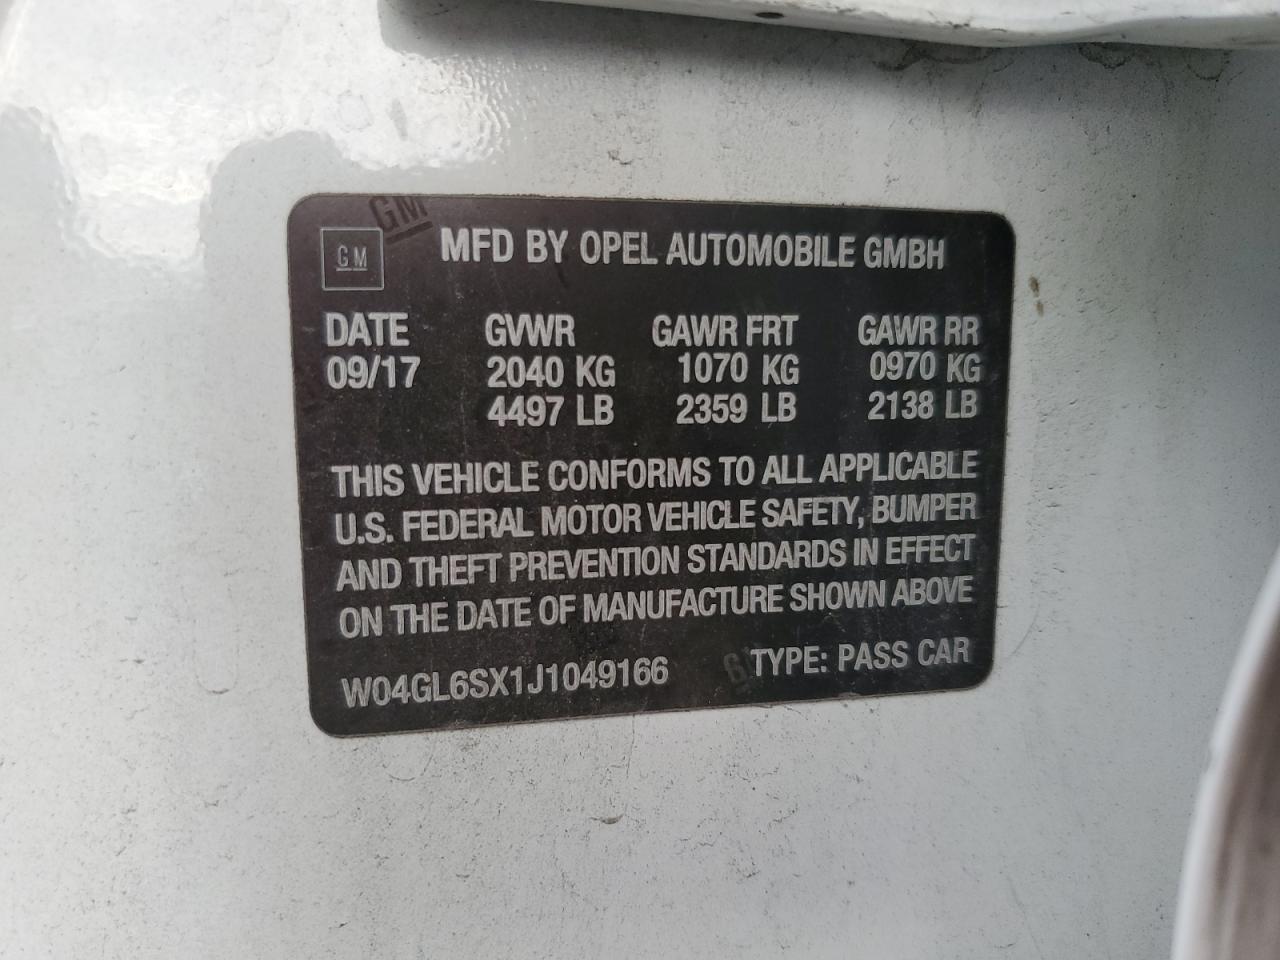 GM
GM MFD BY OPEL AUTOMOBILE GMBH
DATE GVWR GAWR FRT GAWR RR
09/17 2040 KG 1070 KG 0970 KG
4497 LB 2359 LB 2138 LB
THIS VEHICLE CONFORMS TO ALL APPLICABLE
U.S. FEDERAL MOTOR VEHICLE SAFETY, BUMPER
AND THEFT PREVENTION STANDARDS IN EFFECT
ON THE DATE OF MANUFACTURE SHOWN ABOVE
W04GL6SX1J1049166 TYPE: PASS CAR